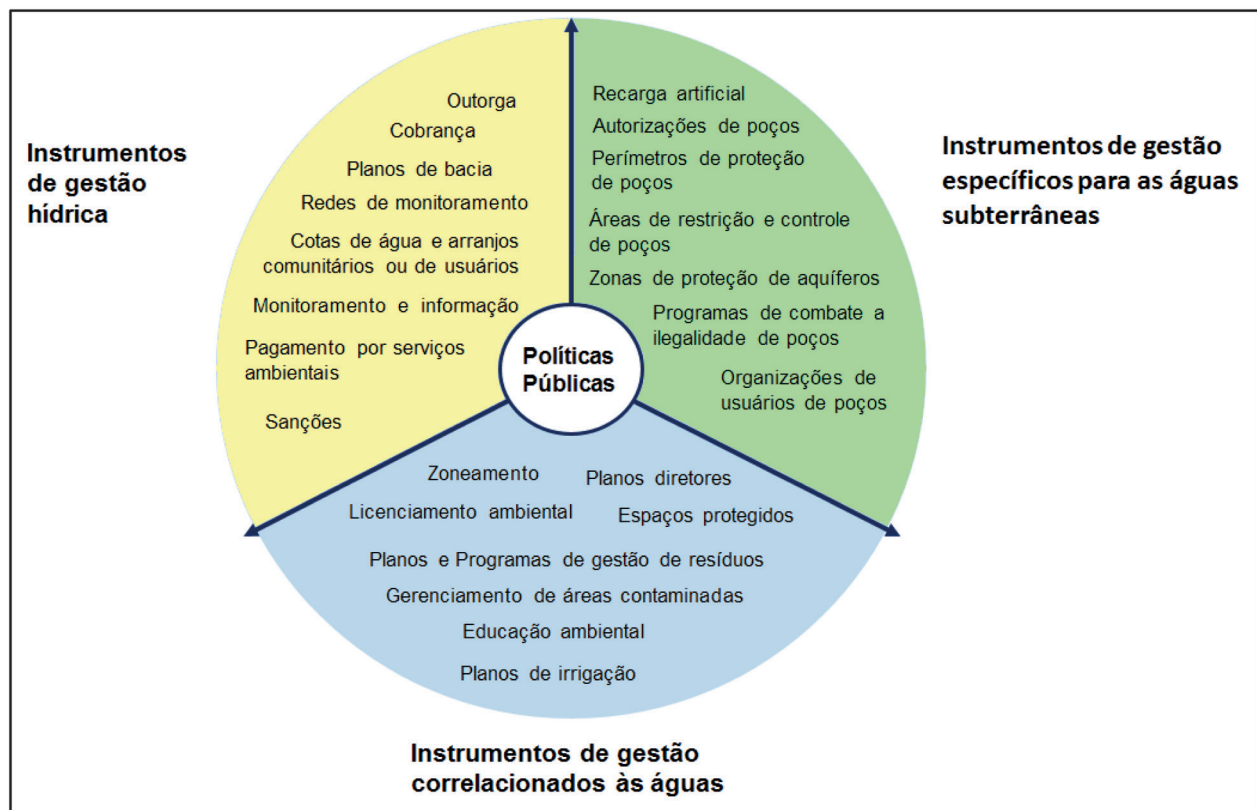 Instrumentos
de gestão
hídrica
Outorga
Cobrança
Planos de bacia
Redes de monitoramento
Cotas de água e arranjos
comunitários ou de usuários
Monitoramento e informação
Pagamento por serviços
ambientais
Sanções
Instrumentos de gestão
específicos para as águas
subterrâneas
Recarga artificial
Autorizações de poços
Perímetros de proteção
de poços
Áreas de restrição e controle
de poços
Zonas de proteção de aquíferos
Programas de combate a
ilegalidade de poços
Organizações de
usuários de poços
Políticas
Públicas
Zoneamento
Planos diretores
Licenciamento ambiental
Espaços protegidos
Planos e Programas de gestão de resíduos
Gerenciamento de áreas contaminadas
Educação ambiental
Planos de irrigação
Instrumentos de gestão
correlacionados às águas